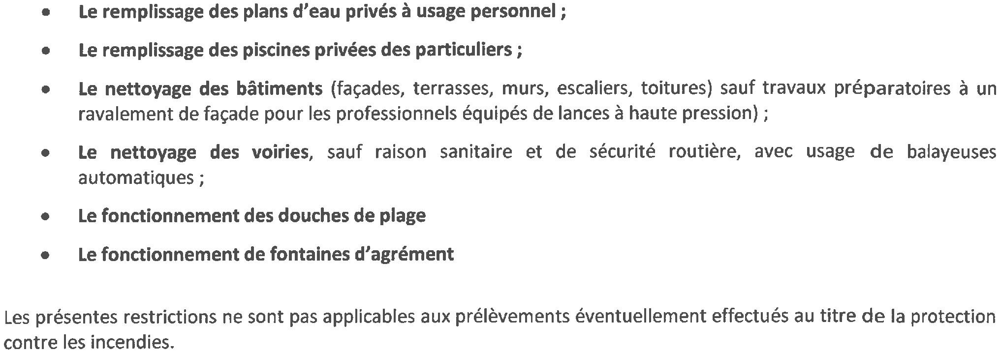 • Le remplissage des plans d'eau privés à usage personnel ;
• Le remplissage des piscines privées des particuliers ;
• Le nettoyage des bâtiments (façades, terrasses, murs, escaliers, toitures) sauf travaux préparatoires à un
ravalement de façade pour les professionnels équipés de lances à haute pression) ;
• Le nettoyage des voiries, sauf raison sanitaire et de sécurité routière, avec usage de balayeuses
automatiques ;
• Le fonctionnement des douches de plage
• Le fonctionnement de fontaines d'agrément
Les présentes restrictions ne sont pas applicables aux prélèvements éventuellement effectués au titre de la protection
contre les incendies.